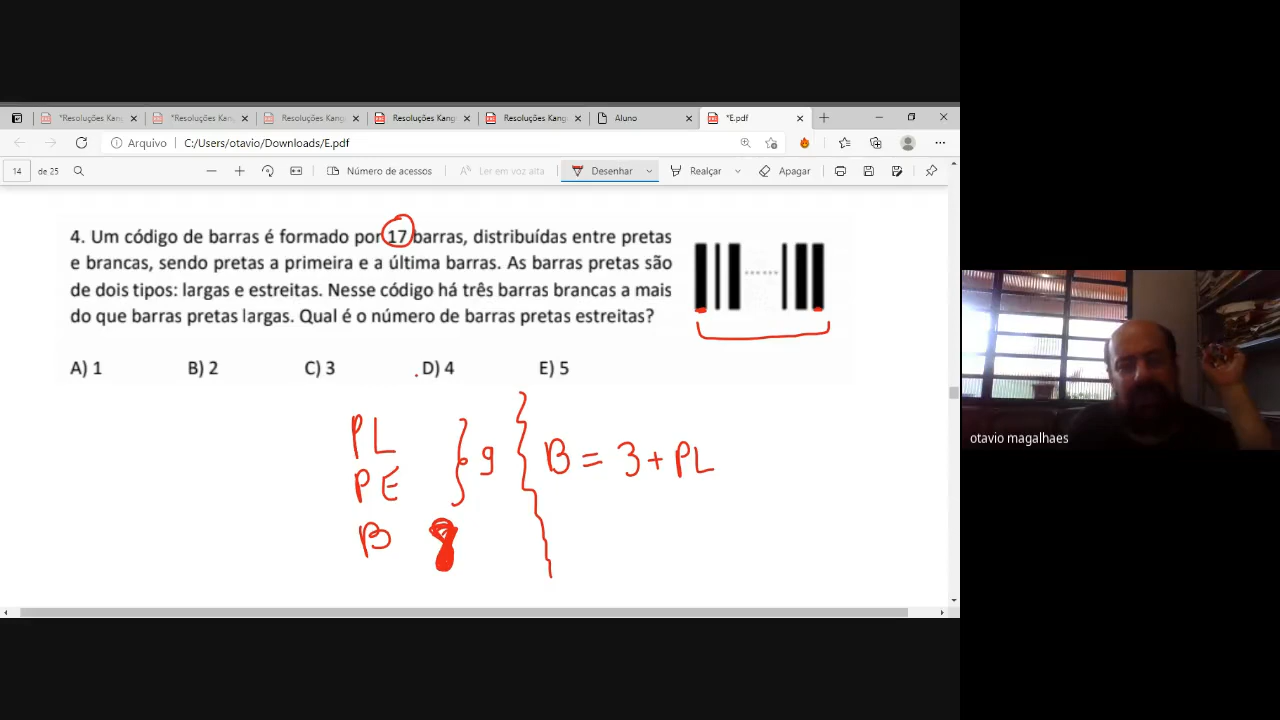 *Resoluções Kang
*Resoluções Kang
Resoluções Kang
Resoluções Kang
Resoluções Kang
Aluno
*E.pdf
Arquivo
C:/Users/otavio/Downloads/E.pdf
14 de 25
Número de acessos
Ler em voz alta
Desenhar
Realçar
Apagar
4. Um código de barras é formado por 17 barras, distribuídas entre pretas
e brancas, sendo pretas a primeira e a última barras. As barras pretas são
de dois tipos: largas e estreitas. Nesse código há três barras brancas a mais
do que barras pretas largas. Qual é o número de barras pretas estreitas?
A) 1 B) 2 C) 3 D) 4 E) 5
PL
PE
9
B 8
B = 3 + PL
otavio magalhaes